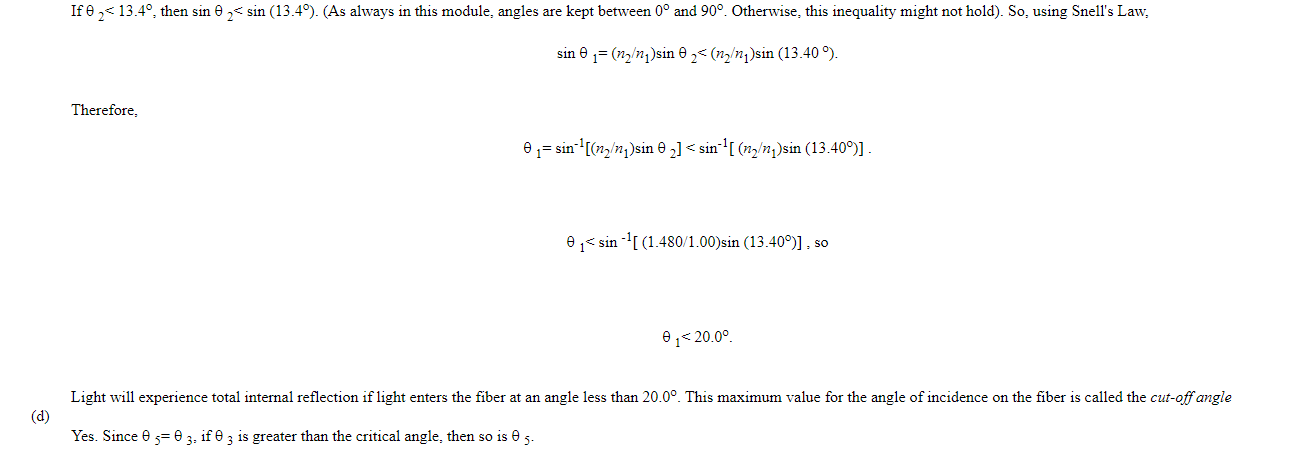 If θ ₂< 13.4°, then sin θ ₂< sin (13.4°). (As always in this module, angles are kept between 0° and 90°. Otherwise, this inequality might not hold). So, using Snell's Law,
sin θ ₁= (n₂/n₁)sin θ ₂< (n₂/n₁)sin (13.40 °).
Therefore,
θ ₁= sin⁻¹[(n₂/n₁)sin θ ₂] < sin⁻¹[ (n₂/n₁)sin (13.40°)] .
θ ₁< sin ⁻¹[ (1.480/1.00)sin (13.40°)] , so
θ ₁< 20.0°.
Light will experience total internal reflection if light enters the fiber at an angle less than 20.0°. This maximum value for the angle of incidence on the fiber is called the cut-off angle
(d)
Yes. Since θ ₅= θ ₃, if θ ₃ is greater than the critical angle, then so is θ ₅.